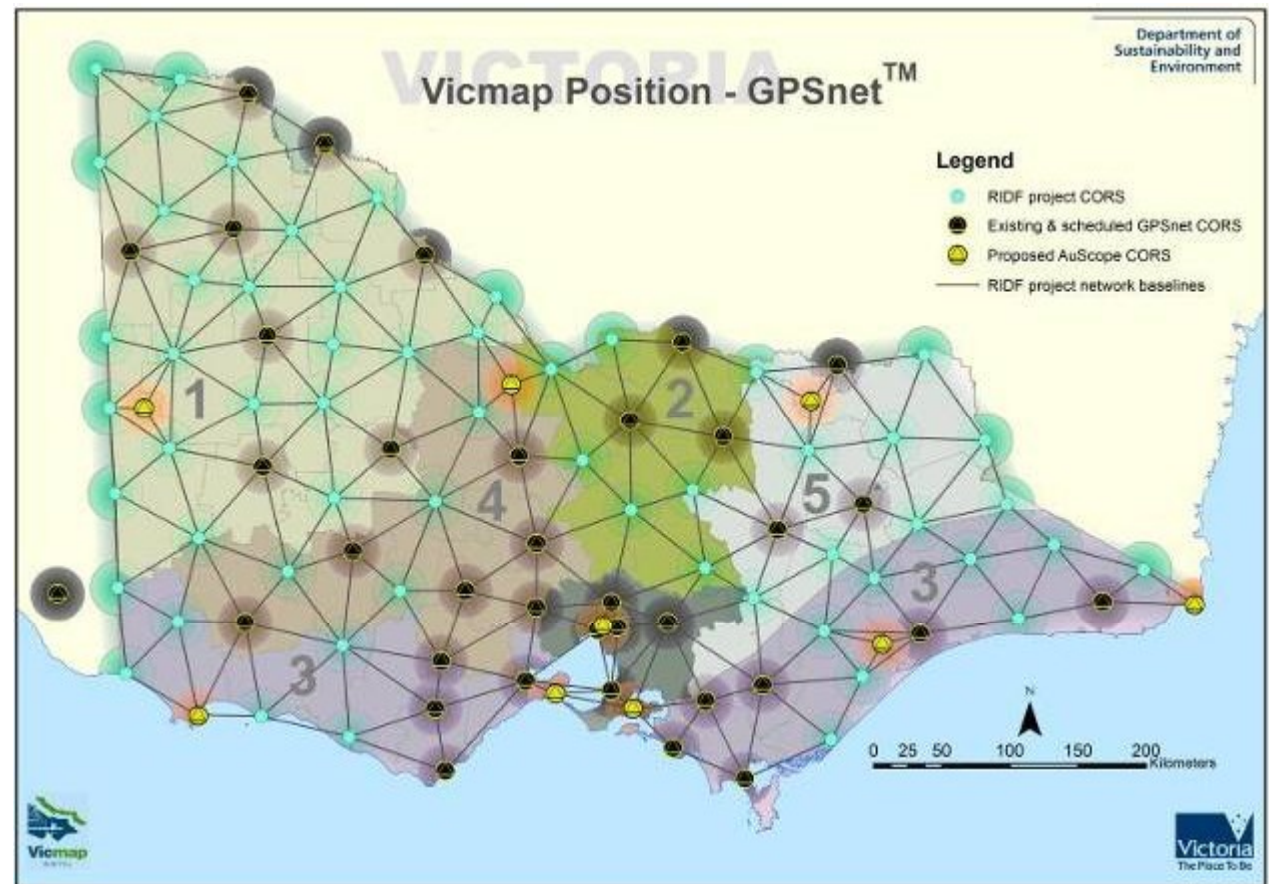 Department of
Sustainability and
Environment
VICTORIA
Vicmap Position - GPSnet™
Legend
RIDF project CORS
Existing & scheduled GPSnet CORS
Proposed AuScope CORS
RIDF project network baselines
1
2
4
5
3
3
N
0 25 50 100 150 200
Kilometers
Vicmap
Victoria
The Place To Be